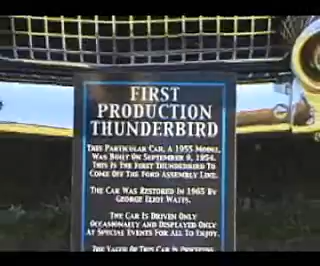 FIRST
PRODUCTION
THUNDERBIRD
THIS PARTICULAR CAR, A 1955 MODEL,
WAS BUILT ON SEPTEMBER 9, 1954.
THIS IS THE FIRST THUNDERBIRD TO
COME OFF THE FORD ASSEMBLY LINE.
THE CAR WAS RESTORED IN 1965 BY
GEORGE ELIOT WATTS.
THE CAR IS DRIVEN ONLY
OCCASIONALLY AND DISPLAYED ONLY
AT SPECIAL EVENTS FOR ALL TO ENJOY.
THE VALUE OF THIS CAR IS